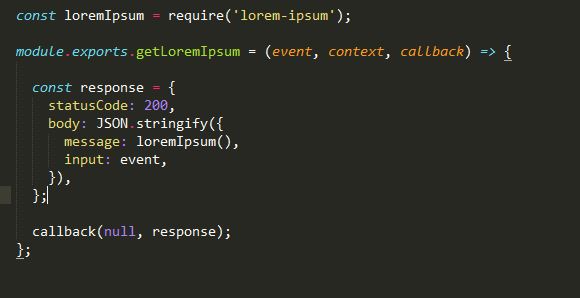 const loremIpsum = require('lorem-ipsum');
module.exports.getLoremIpsum = (event, context, callback) => {
const response = {
statusCode: 200,
body: JSON.stringify({
message: loremIpsum(),
input: event,
}),
};
callback(null, response);
};